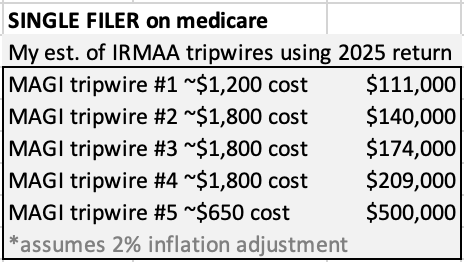 SINGLE FILER on medicare
My est. of IRMAA tripwires using 2025 return
MAGI tripwire #1 ~$1,200 cost $111,000
MAGI tripwire #2 ~$1,800 cost $140,000
MAGI tripwire #3 ~$1,800 cost $174,000
MAGI tripwire #4 ~$1,800 cost $209,000
MAGI tripwire #5 ~$650 cost $500,000
*assumes 2% inflation adjustment